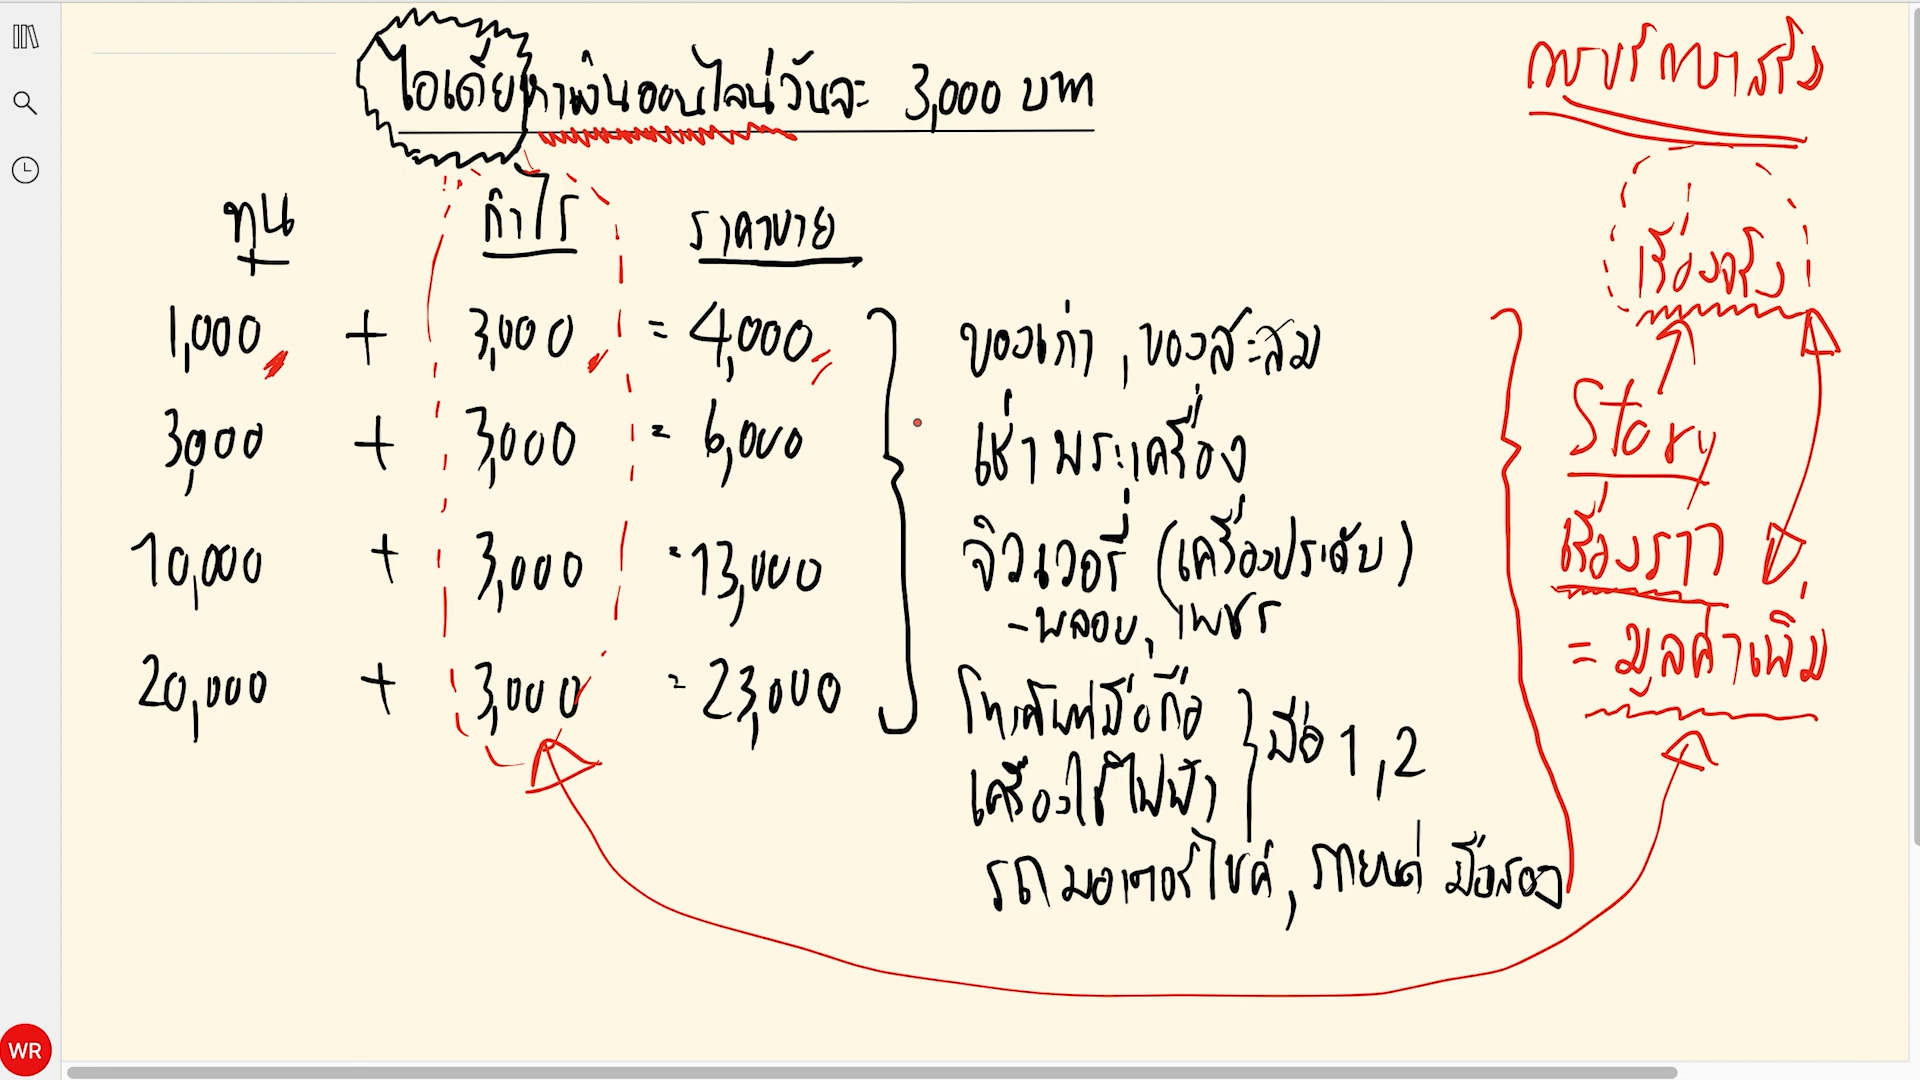 ไอเดียทำเงินออนไลน์วันละ 3,000 บาท
ทุน กำไร ราคาขาย
1,000 + 3,000 = 4,000
3,000 + 3,000 = 6,000
10,000 + 3,000 = 13,000
20,000 + 3,000 = 23,000
ของเก่า, ของสะสม
เช่าพระเครื่อง
จิวเวอรี่ (เครื่องประดับ)
- พลอย, เพชร
โทรศัพท์มือถือ
เครื่องใช้ไฟฟ้า
มือ 1, 2
รถมอเตอร์ไซค์, รถยนต์ มือสอง
เรื่องจริง
Story
เรื่องราว
= มูลค่าเพิ่ม
WR